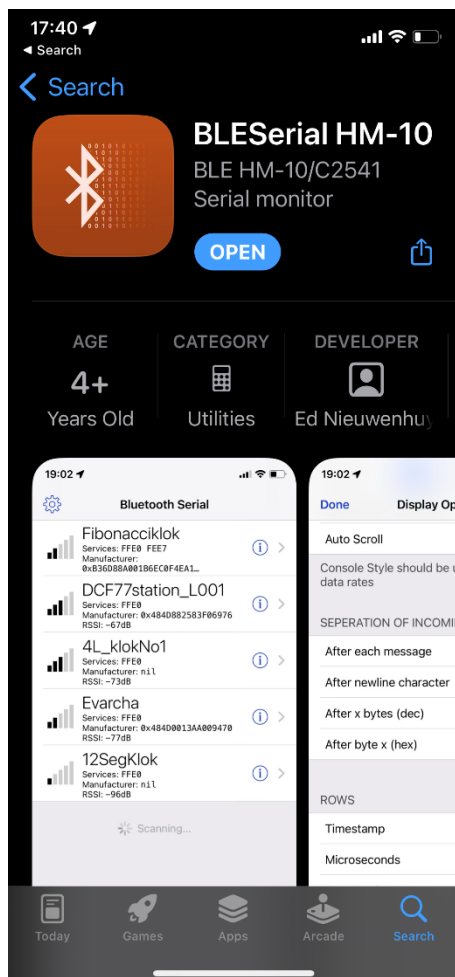 17:40
◀ Search
Search
BLESerial HM-10
BLE HM-10/C2541
Serial monitor
OPEN
AGE
4+
Years Old
CATEGORY
Utilities
DEVELOPER
Ed Nieuwenhuy
19:02
Bluetooth Serial
Fibonacciklok
Services: FFE0 FEE7
Manufacturer:
0xB36D88A001B6EC0F4EA1…
DCF77station_L001
Services: FFE0
Manufacturer: 0x484D882583F06976
RSSI: -67dB
4L_klokNo1
Services: FFE0
Manufacturer: nil
RSSI: -73dB
Evarcha
Services: FFE0
Manufacturer: 0x484D0013AA009470
RSSI: -77dB
12SegKlok
Services: FFE0
Manufacturer: nil
RSSI: -96dB
Scanning...
19:02
Done
Display Op
Auto Scroll
Console Style should be u
data rates
SEPERATION OF INCOMI
After each message
After newline character
After x bytes (dec)
After byte x (hex)
ROWS
Timestamp
Microseconds
Today
Games
Apps
Arcade
Search